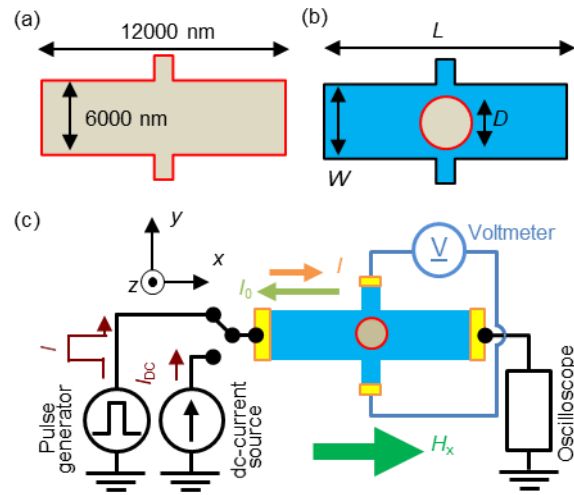 (a)
12000 nm
6000 nm
(b)
L
D
W
(c)
y
x
z
I
I0
V
Voltmeter
I
IDC
Pulse
generator
dc-current
source
Hx
Oscilloscope